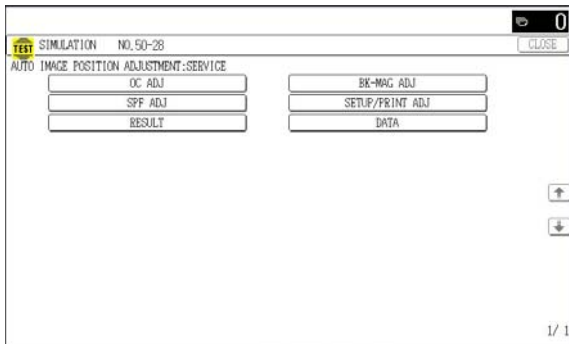 0
TEST SIMULATION NO.50-28 CLOSE
AUTO IMAGE POSITION ADJUSTMENT:SERVICE
OC ADJ BK-MAG ADJ
SPF ADJ SETUP/PRINT ADJ
RESULT DATA
1/ 1